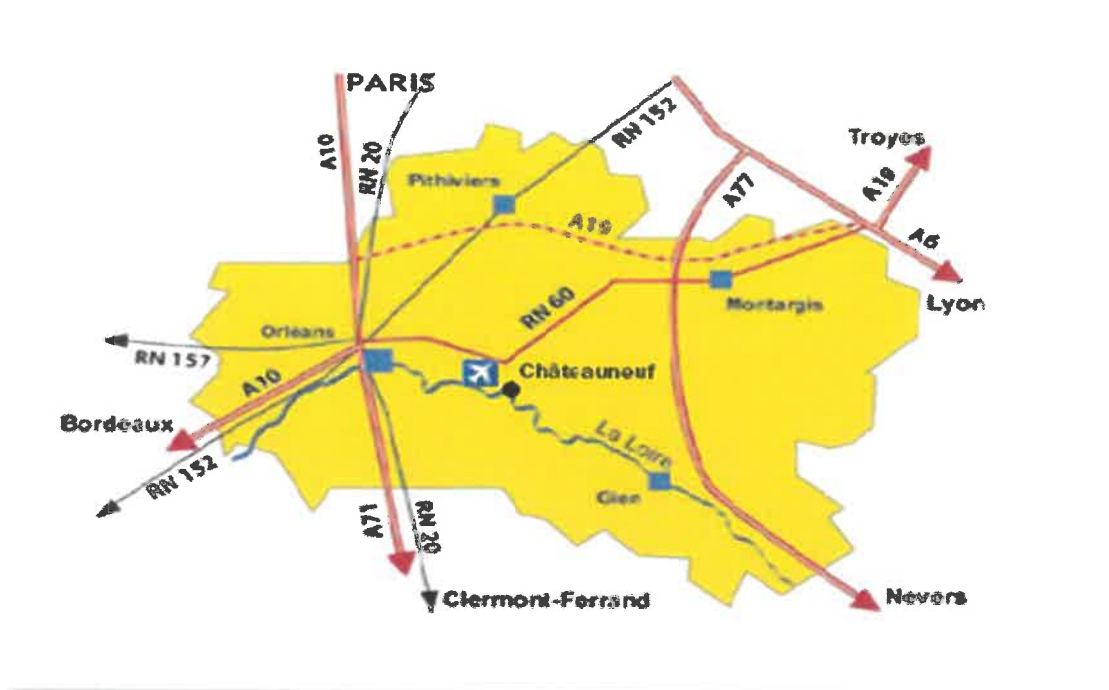 PARIS
A10
RN 20
RN 152
Troyes
A19
A77
Pithiviers
A19
A6
Lyon
Montargis
RN 60
Orléans
RN 157
A10
Châteauneuf
Bordeaux
La Loire
RN 152
Gien
A71
RN 20
Clermont-Ferrand
Nevers